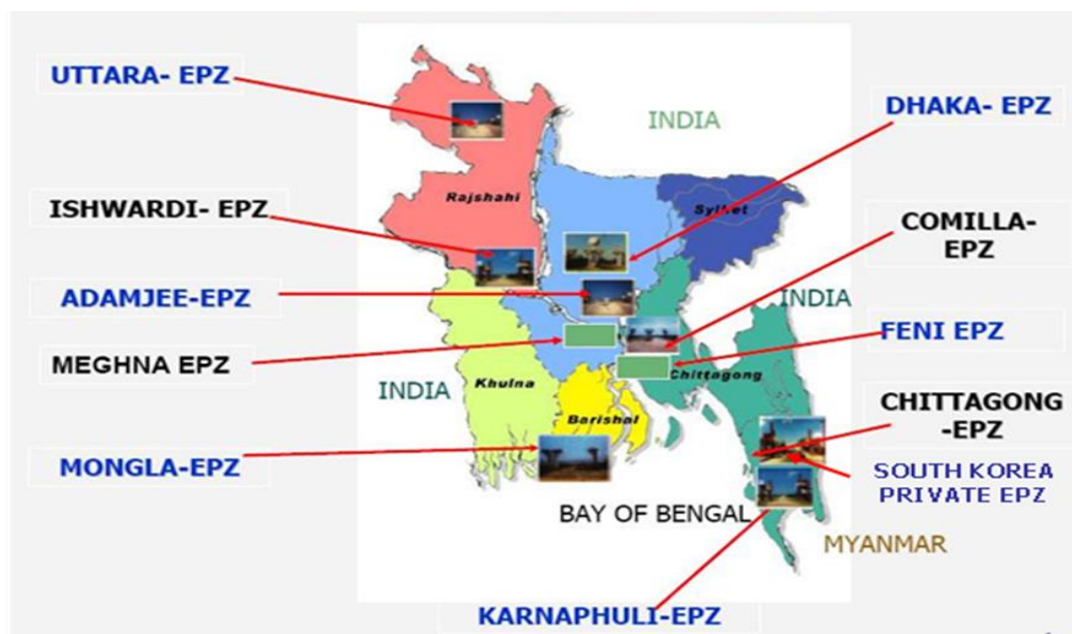 UTTARA- EPZ
INDIA
DHAKA- EPZ
Rajshahi
Sylhet
ISHWARDI- EPZ
COMILLA-
EPZ
ADAMJEE-EPZ
INDIA
FENI EPZ
MEGHNA EPZ
INDIA
Khulna
Chittagong
Barishal
CHITTAGONG
-EPZ
MONGLA-EPZ
SOUTH KOREA
PRIVATE EPZ
BAY OF BENGAL
MYANMAR
KARNAPHULI-EPZ